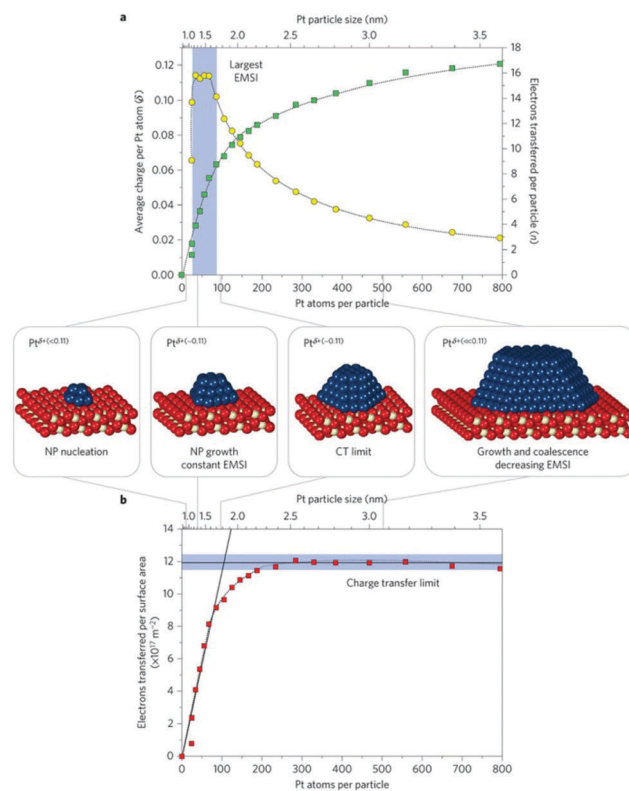 Pt particle size (nm)
a
1.0 1.5 2.0 2.5 3.0 3.5
Largest
EMSI
Average charge per Pt atom (δ̄)
0.12
0.10
0.08
0.06
0.04
0.02
0.00
Electrons transferred per particle (n)
18
16
14
12
10
8
6
4
2
0
0 100 200 300 400 500 600 700 800
Pt atoms per particle
Ptδ+(<0.11)
NP nucleation
Ptδ+(~0.11)
NP growth
constant EMSI
Ptδ+(~0.11)
CT limit
Ptδ+(≪0.11)
Growth and coalescence
decreasing EMSI
Pt particle size (nm)
b
1.0 1.5 2.0 2.5 3.0 3.5
Electrons transferred per surface area
(×10¹⁷ m⁻²)
14
12
10
8
6
4
2
0
Charge transfer limit
0 100 200 300 400 500 600 700 800
Pt atoms per particle